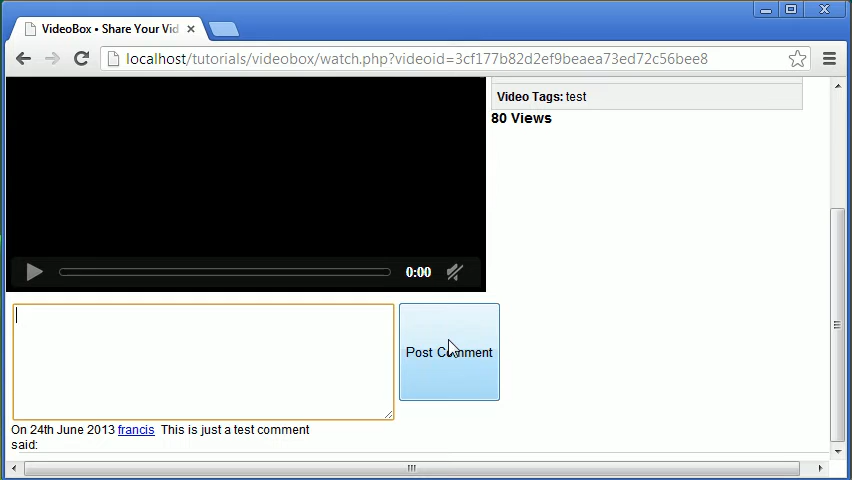 VideoBox • Share Your Vid
localhost/tutorials/videobox/watch.php?videoid=3cf177b82d2ef9beaea73ed72c56bee8
Video Tags: test
80 Views
0:00
Post Comment
On 24th June 2013 francis This is just a test comment
said: